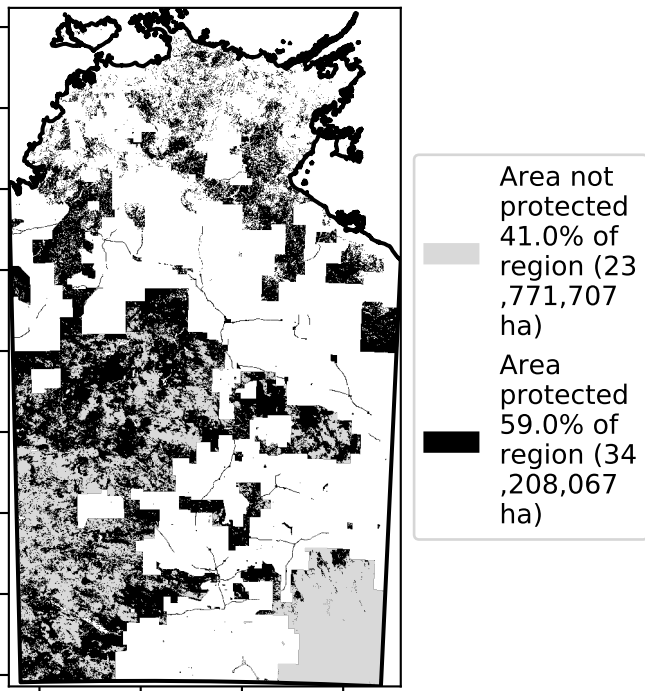 Area not
protected
41.0% of
region (23
,771,707
ha)
Area
protected
59.0% of
region (34
,208,067
ha)